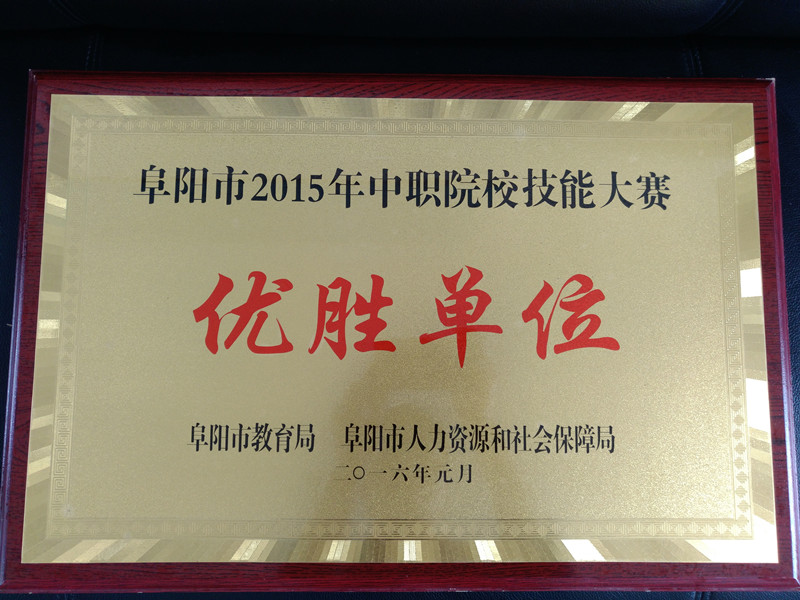 阜阳市2015年中职院校技能大赛
优胜单位
阜阳市教育局 阜阳市人力资源和社会保障局
二〇一六年元月